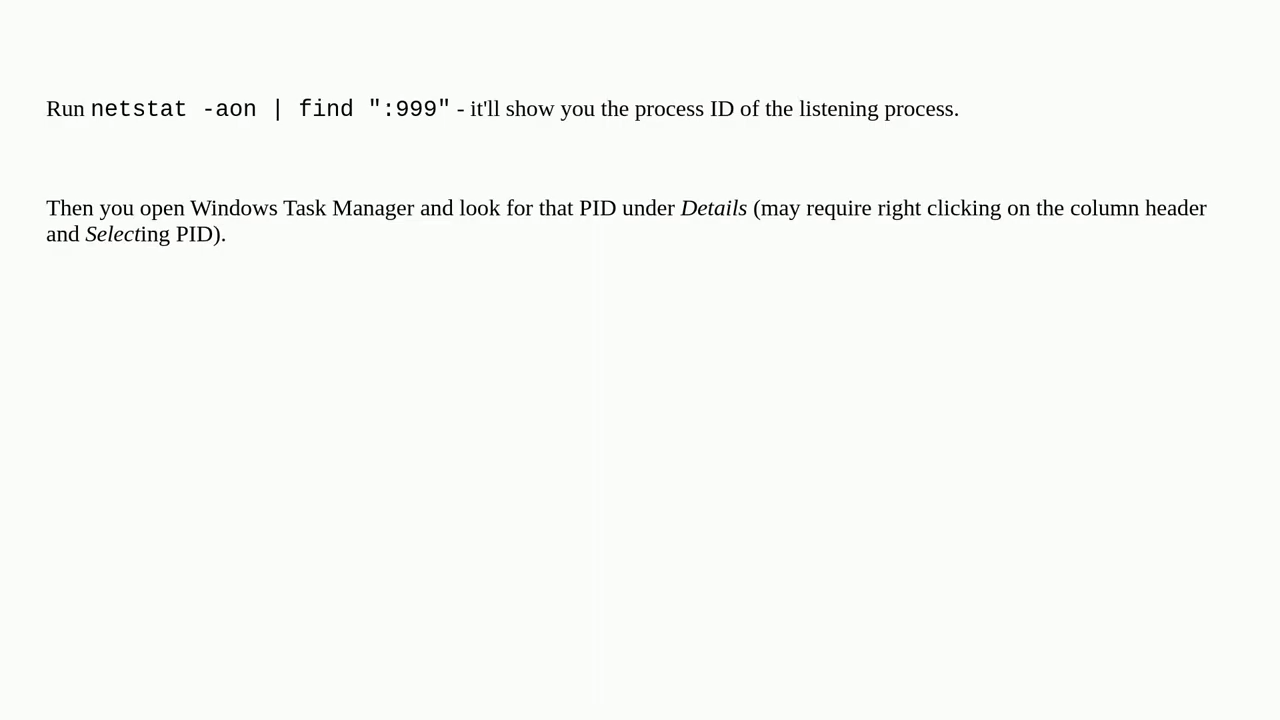 Run netstat -aon | find ":999" - it'll show you the process ID of the listening process.
Then you open Windows Task Manager and look for that PID under Details (may require right clicking on the column header
and Selecting PID).